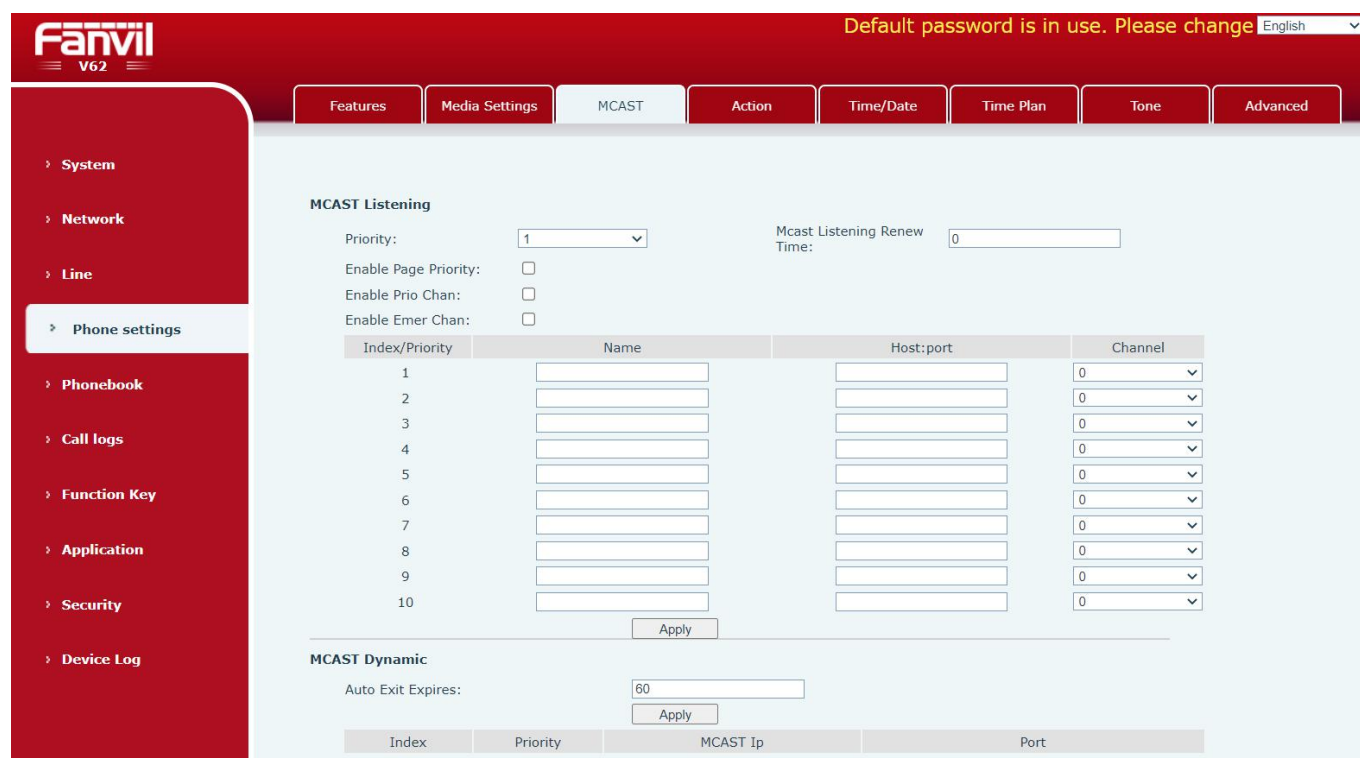 Default password is in use. Please change English
Fanvil
V62
Features Media Settings MCAST Action Time/Date Time Plan Tone Advanced
System
Network
Line
Phone settings
Phonebook
Call logs
Function Key
Application
Security
Device Log
MCAST Listening
Priority: 1 Mcast Listening Renew Time: 0
Enable Page Priority:
Enable Prio Chan:
Enable Emer Chan:
Index/Priority Name Host:port Channel
1 0
2 0
3 0
4 0
5 0
6 0
7 0
8 0
9 0
10 0
Apply
MCAST Dynamic
Auto Exit Expires: 60
Apply
Index Priority MCAST Ip Port